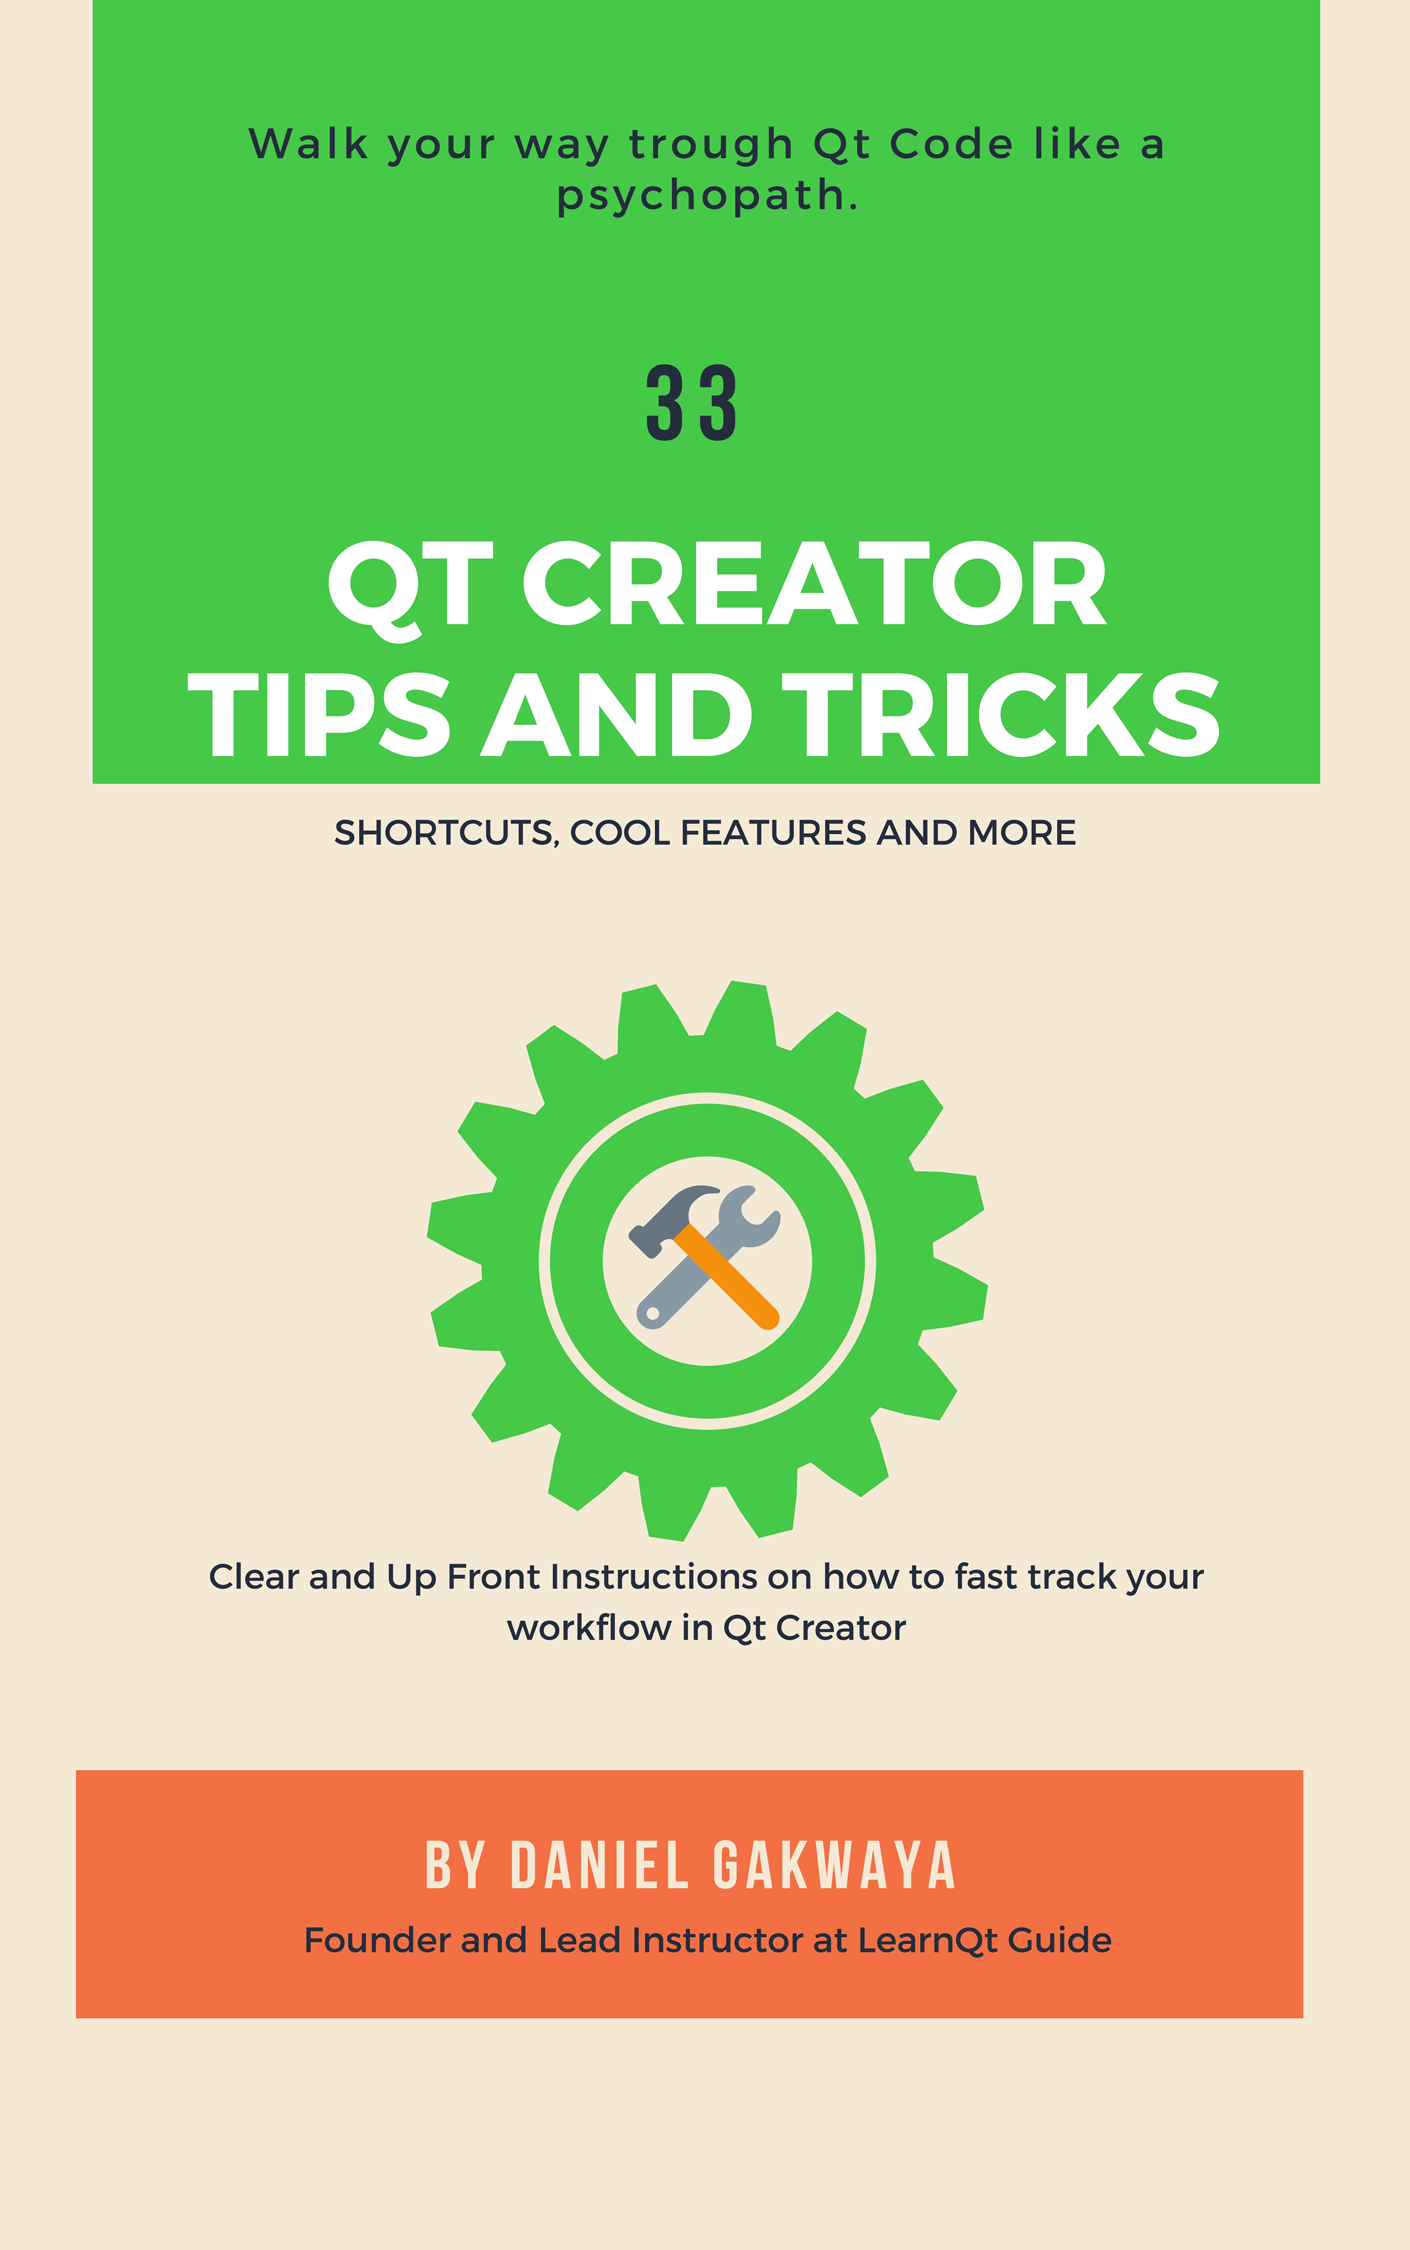 Walk your way trough Qt Code like a
psychopath.
33
QT CREATOR
TIPS AND TRICKS
SHORTCUTS, COOL FEATURES AND MORE
Clear and Up Front Instructions on how to fast track your
workflow in Qt Creator
BY DANIEL GAKWAYA
Founder and Lead Instructor at LearnQt Guide